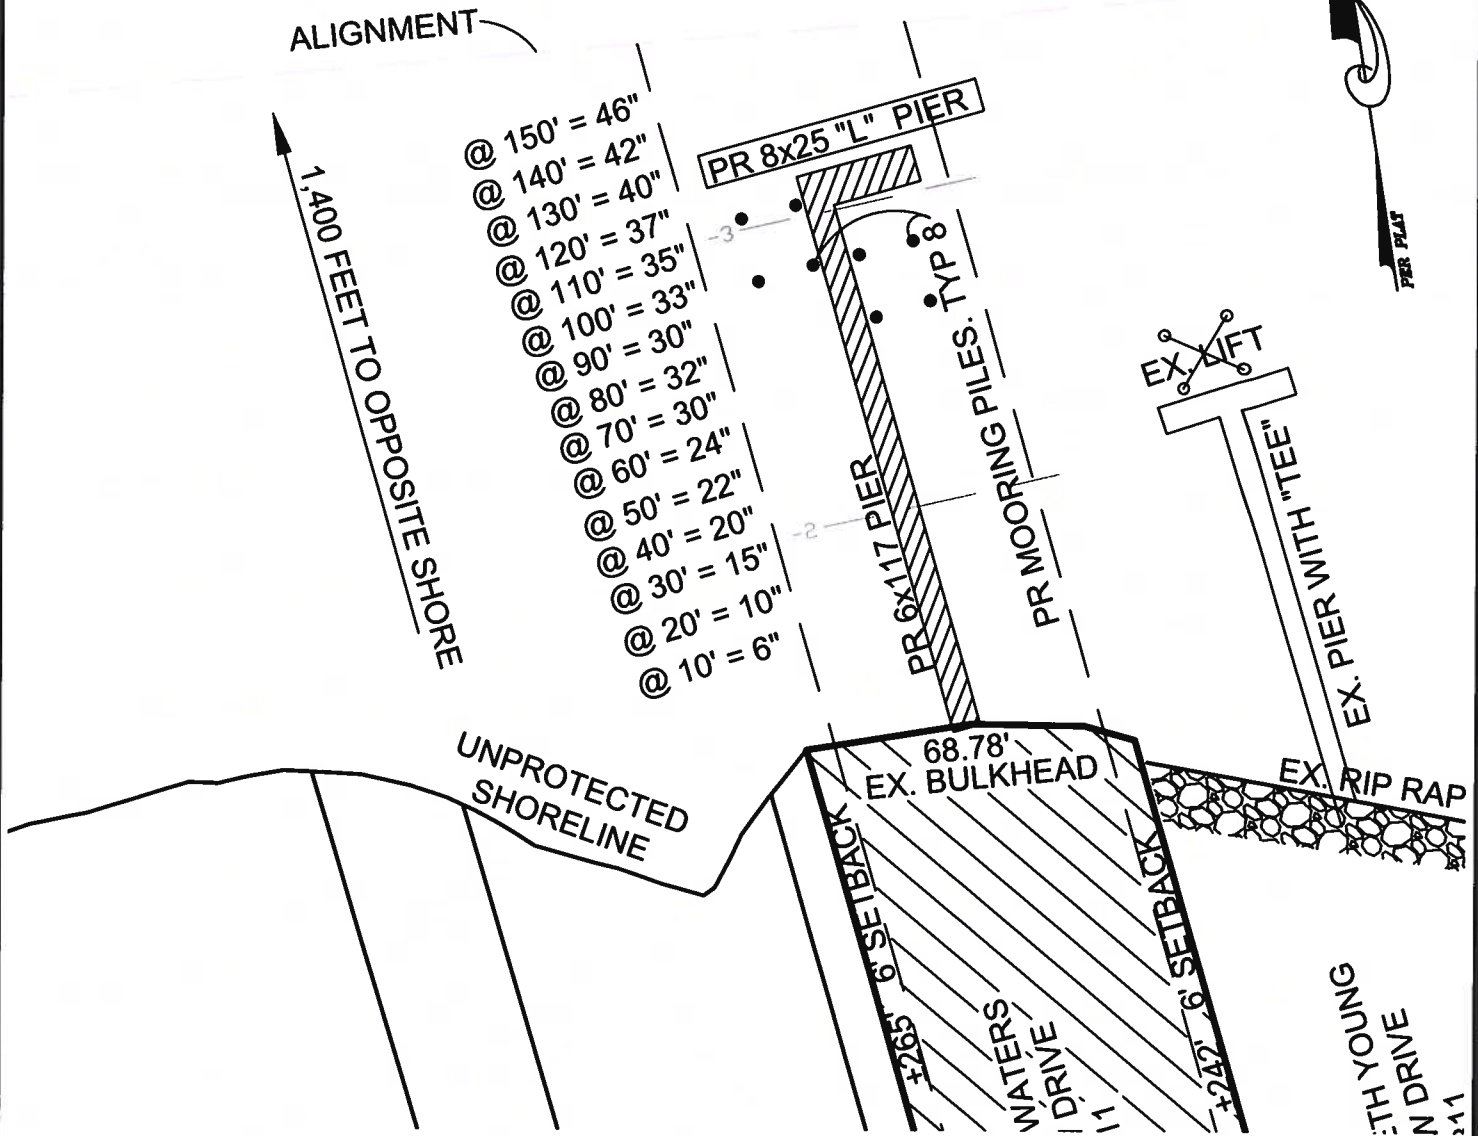 ALIGNMENT
@ 150' = 46"
@ 140' = 42"
@ 130' = 40"
@ 120' = 37"
@ 110' = 35"
@ 100' = 33"
@ 90' = 30"
@ 80' = 32"
@ 70' = 30"
@ 60' = 24"
@ 50' = 22"
@ 40' = 20"
@ 30' = 15"
@ 20' = 10"
@ 10' = 6"
1,400 FEET TO OPPOSITE SHORE
PR 8x25 "L" PIER
-3
-2
PR 6x117 PIER
PR MOORING PILES. TYP 8
PER PLAT
EX. LIFT
EX. PIER WITH "TEE"
UNPROTECTED
SHORELINE
68.78'
EX. BULKHEAD
EX. RIP RAP
6' SETBACK
±265'
6' SETBACK
±242'
WATERS
DRIVE
11
ETH YOUNG
DRIVE
211